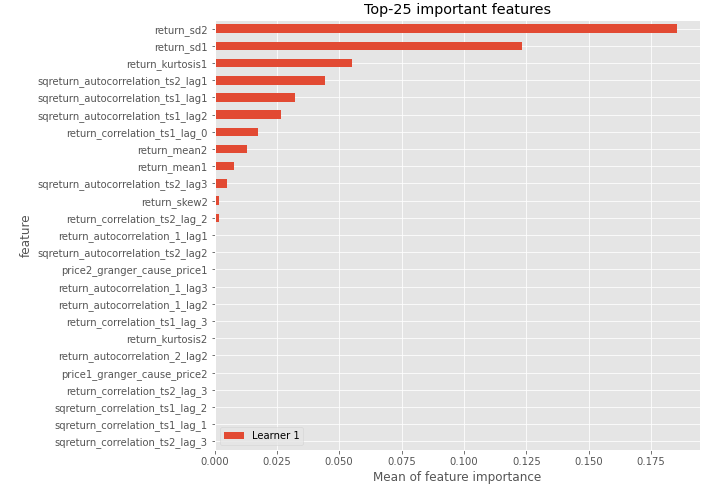 Top-25 important features
return_sd2
return_sd1
return_kurtosis1
sqreturn_autocorrelation_ts2_lag1
sqreturn_autocorrelation_ts1_lag1
sqreturn_autocorrelation_ts1_lag2
return_correlation_ts1_lag_0
return_mean2
return_mean1
sqreturn_autocorrelation_ts2_lag3
return_skew2
return_correlation_ts2_lag_2
return_autocorrelation_1_lag1
sqreturn_autocorrelation_ts2_lag2
price2_granger_cause_price1
return_autocorrelation_1_lag3
return_autocorrelation_1_lag2
return_correlation_ts1_lag_3
return_kurtosis2
return_autocorrelation_2_lag2
price1_granger_cause_price2
return_correlation_ts2_lag_3
sqreturn_correlation_ts1_lag_2
sqreturn_correlation_ts1_lag_1
sqreturn_correlation_ts2_lag_3
feature
Learner 1
0.000 0.025 0.050 0.075 0.100 0.125 0.150 0.175
Mean of feature importance